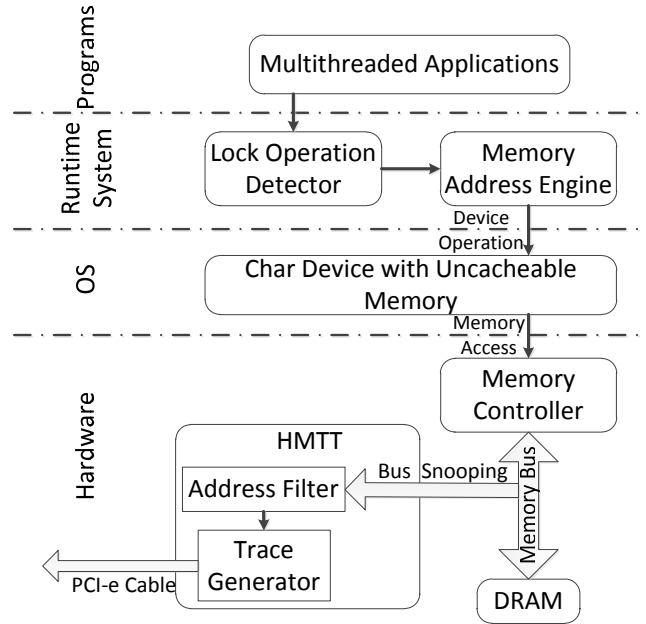 Programs
Multithreaded Applications
Runtime
System
Lock Operation
Detector
Memory
Address Engine
Device
Operation
OS
Char Device with Uncacheable
Memory
Memory
Access
Hardware
Memory
Controller
HMTT
Bus Snooping
Memory Bus
Address Filter
Trace
Generator
PCI-e Cable
DRAM